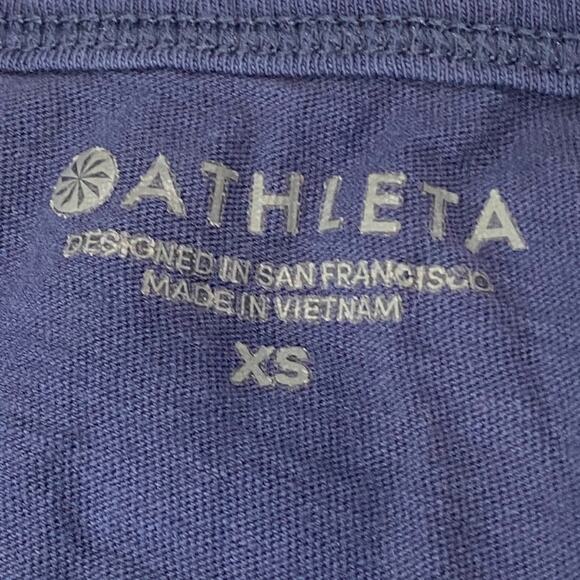 ATHLETA
DESIGNED IN SAN FRANCISCO
MADE IN VIETNAM
XS